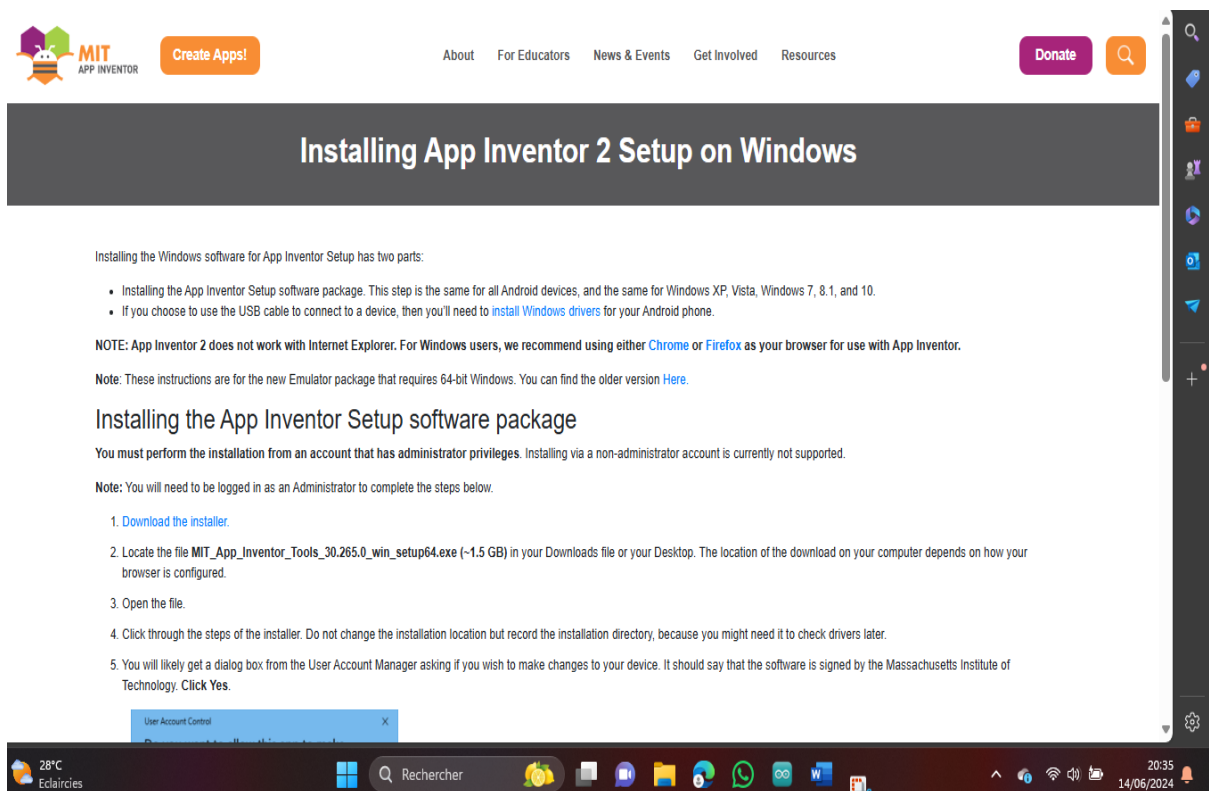 MIT
APP INVENTOR
Create Apps!
About For Educators News & Events Get Involved Resources
Donate
Installing App Inventor 2 Setup on Windows
Installing the Windows software for App Inventor Setup has two parts:
• Installing the App Inventor Setup software package. This step is the same for all Android devices, and the same for Windows XP, Vista, Windows 7, 8.1, and 10.
• If you choose to use the USB cable to connect to a device, then you'll need to install Windows drivers for your Android phone.
NOTE: App Inventor 2 does not work with Internet Explorer. For Windows users, we recommend using either Chrome or Firefox as your browser for use with App Inventor.
Note: These instructions are for the new Emulator package that requires 64-bit Windows. You can find the older version Here.
Installing the App Inventor Setup software package
You must perform the installation from an account that has administrator privileges. Installing via a non-administrator account is currently not supported.
Note: You will need to be logged in as an Administrator to complete the steps below.
1. Download the installer.
2. Locate the file MIT_App_Inventor_Tools_30.265.0_win_setup64.exe (~1.5 GB) in your Downloads file or your Desktop. The location of the download on your computer depends on how your
browser is configured.
3. Open the file.
4. Click through the steps of the installer. Do not change the installation location but record the installation directory, because you might need it to check drivers later.
5. You will likely get a dialog box from the User Account Manager asking if you wish to make changes to your device. It should say that the software is signed by the Massachusetts Institute of
Technology. Click Yes.
User Account Control
28°C
Eclaircies
Rechercher
20:35
14/06/2024